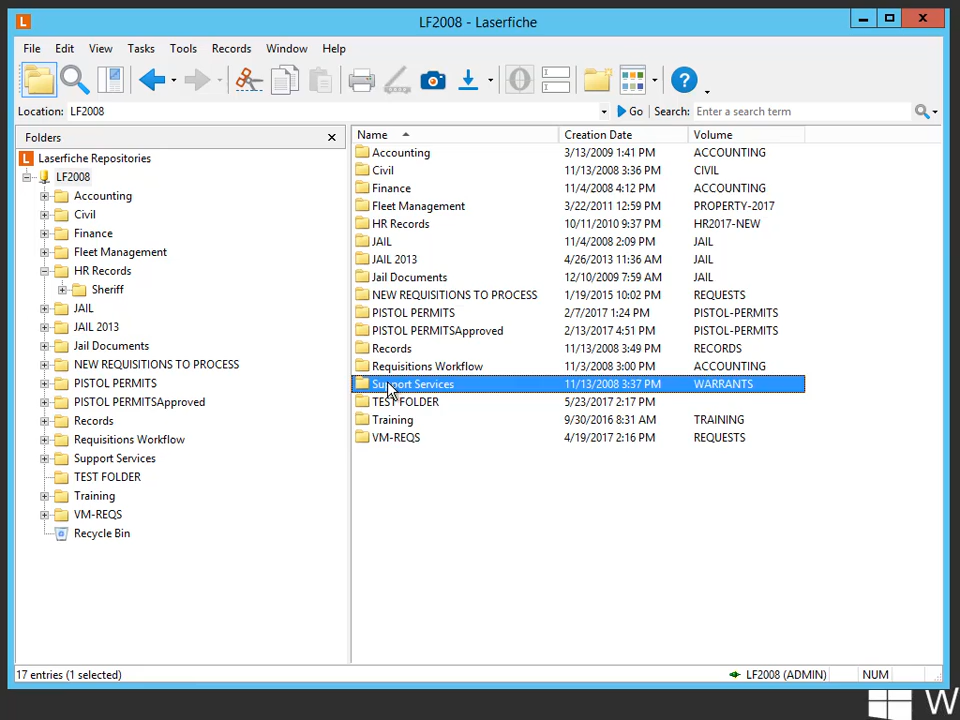 LF2008 - Laserfiche
File Edit View Tasks Tools Records Window Help
Location: LF2008 Go Search: Enter a search term
Folders
Laserfiche Repositories
LF2008
Accounting
Civil
Finance
Fleet Management
HR Records
Sheriff
JAIL
JAIL 2013
Jail Documents
NEW REQUISITIONS TO PROCESS
PISTOL PERMITS
PISTOL PERMITSApproved
Records
Requisitions Workflow
Support Services
TEST FOLDER
Training
VM-REQS
Recycle Bin
Name Creation Date Volume
Accounting 3/13/2009 1:41 PM ACCOUNTING
Civil 11/13/2008 3:36 PM CIVIL
Finance 11/4/2008 4:12 PM ACCOUNTING
Fleet Management 3/22/2011 12:59 PM PROPERTY-2017
HR Records 10/11/2010 9:37 PM HR2017-NEW
JAIL 11/4/2008 2:09 PM JAIL
JAIL 2013 4/26/2013 11:36 AM JAIL
Jail Documents 12/10/2009 7:59 AM JAIL
NEW REQUISITIONS TO PROCESS 1/19/2015 10:02 PM REQUESTS
PISTOL PERMITS 2/7/2017 1:24 PM PISTOL-PERMITS
PISTOL PERMITSApproved 2/13/2017 4:51 PM PISTOL-PERMITS
Records 11/13/2008 3:49 PM RECORDS
Requisitions Workflow 11/3/2008 3:00 PM ACCOUNTING
Support Services 11/13/2008 3:37 PM WARRANTS
TEST FOLDER 5/23/2017 2:17 PM
Training 9/30/2016 8:31 AM TRAINING
VM-REQS 4/19/2017 2:16 PM REQUESTS
17 entries (1 selected) LF2008 (ADMIN) NUM
W